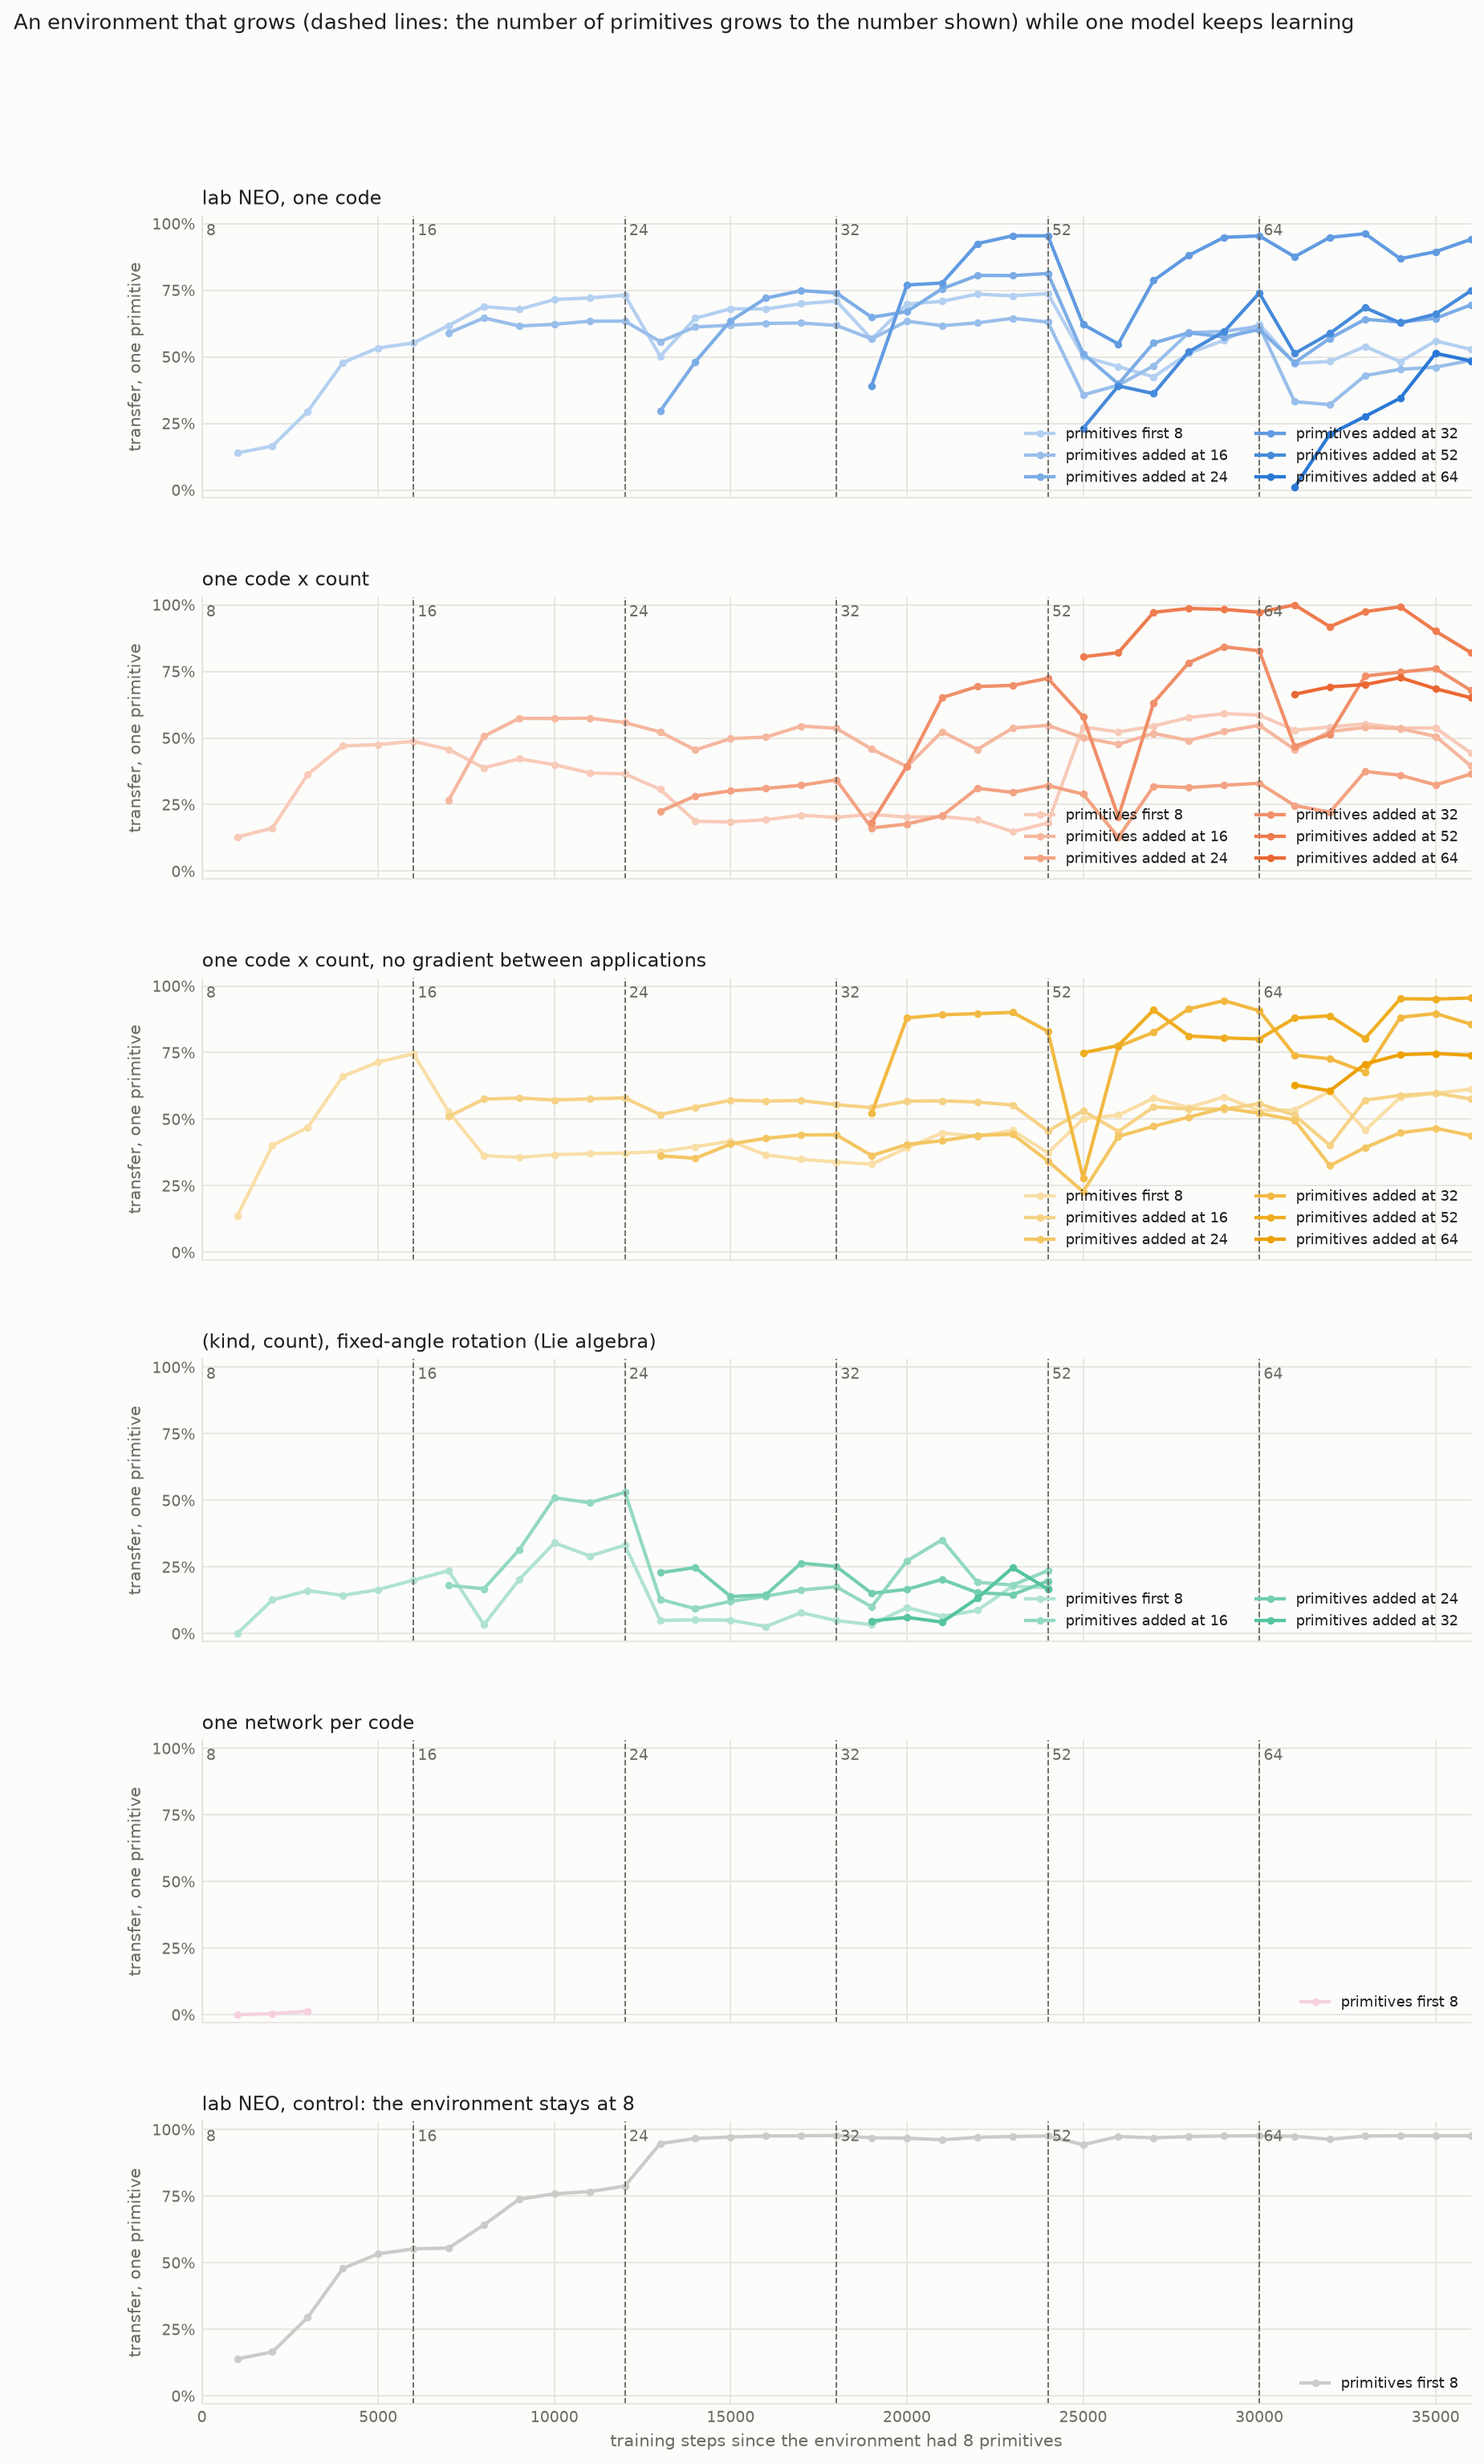 An environment that grows (dashed lines: the number of primitives grows to the number shown) while one model keeps learning
lab NEO, one code
transfer, one primitive
100%
75%
50%
25%
0%
8
16
24
32
52
64
primitives first 8
primitives added at 16
primitives added at 24
primitives added at 32
primitives added at 52
primitives added at 64
one code x count
transfer, one primitive
100%
75%
50%
25%
0%
8
16
24
32
52
64
primitives first 8
primitives added at 16
primitives added at 24
primitives added at 32
primitives added at 52
primitives added at 64
one code x count, no gradient between applications
transfer, one primitive
100%
75%
50%
25%
0%
8
16
24
32
52
64
primitives first 8
primitives added at 16
primitives added at 24
primitives added at 32
primitives added at 52
primitives added at 64
(kind, count), fixed-angle rotation (Lie algebra)
transfer, one primitive
100%
75%
50%
25%
0%
8
16
24
32
52
64
primitives first 8
primitives added at 16
primitives added at 24
primitives added at 32
one network per code
transfer, one primitive
100%
75%
50%
25%
0%
8
16
24
32
52
64
primitives first 8
lab NEO, control: the environment stays at 8
transfer, one primitive
100%
75%
50%
25%
0%
8
16
24
32
52
64
primitives first 8
0
5000
10000
15000
20000
25000
30000
35000
training steps since the environment had 8 primitives